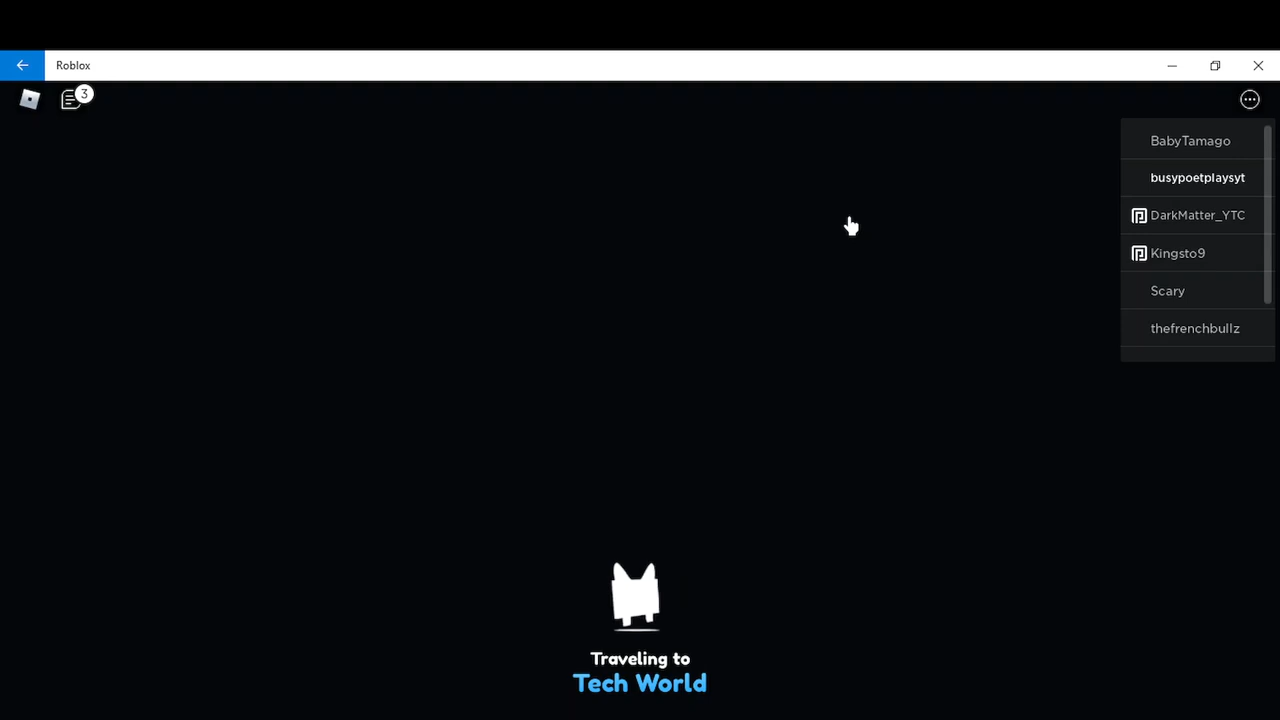 Roblox
3
BabyTamago
busypoetplaysyt
DarkMatter_YTC
Kingsto9
Scary
thefrenchbullz
Traveling to
Tech World